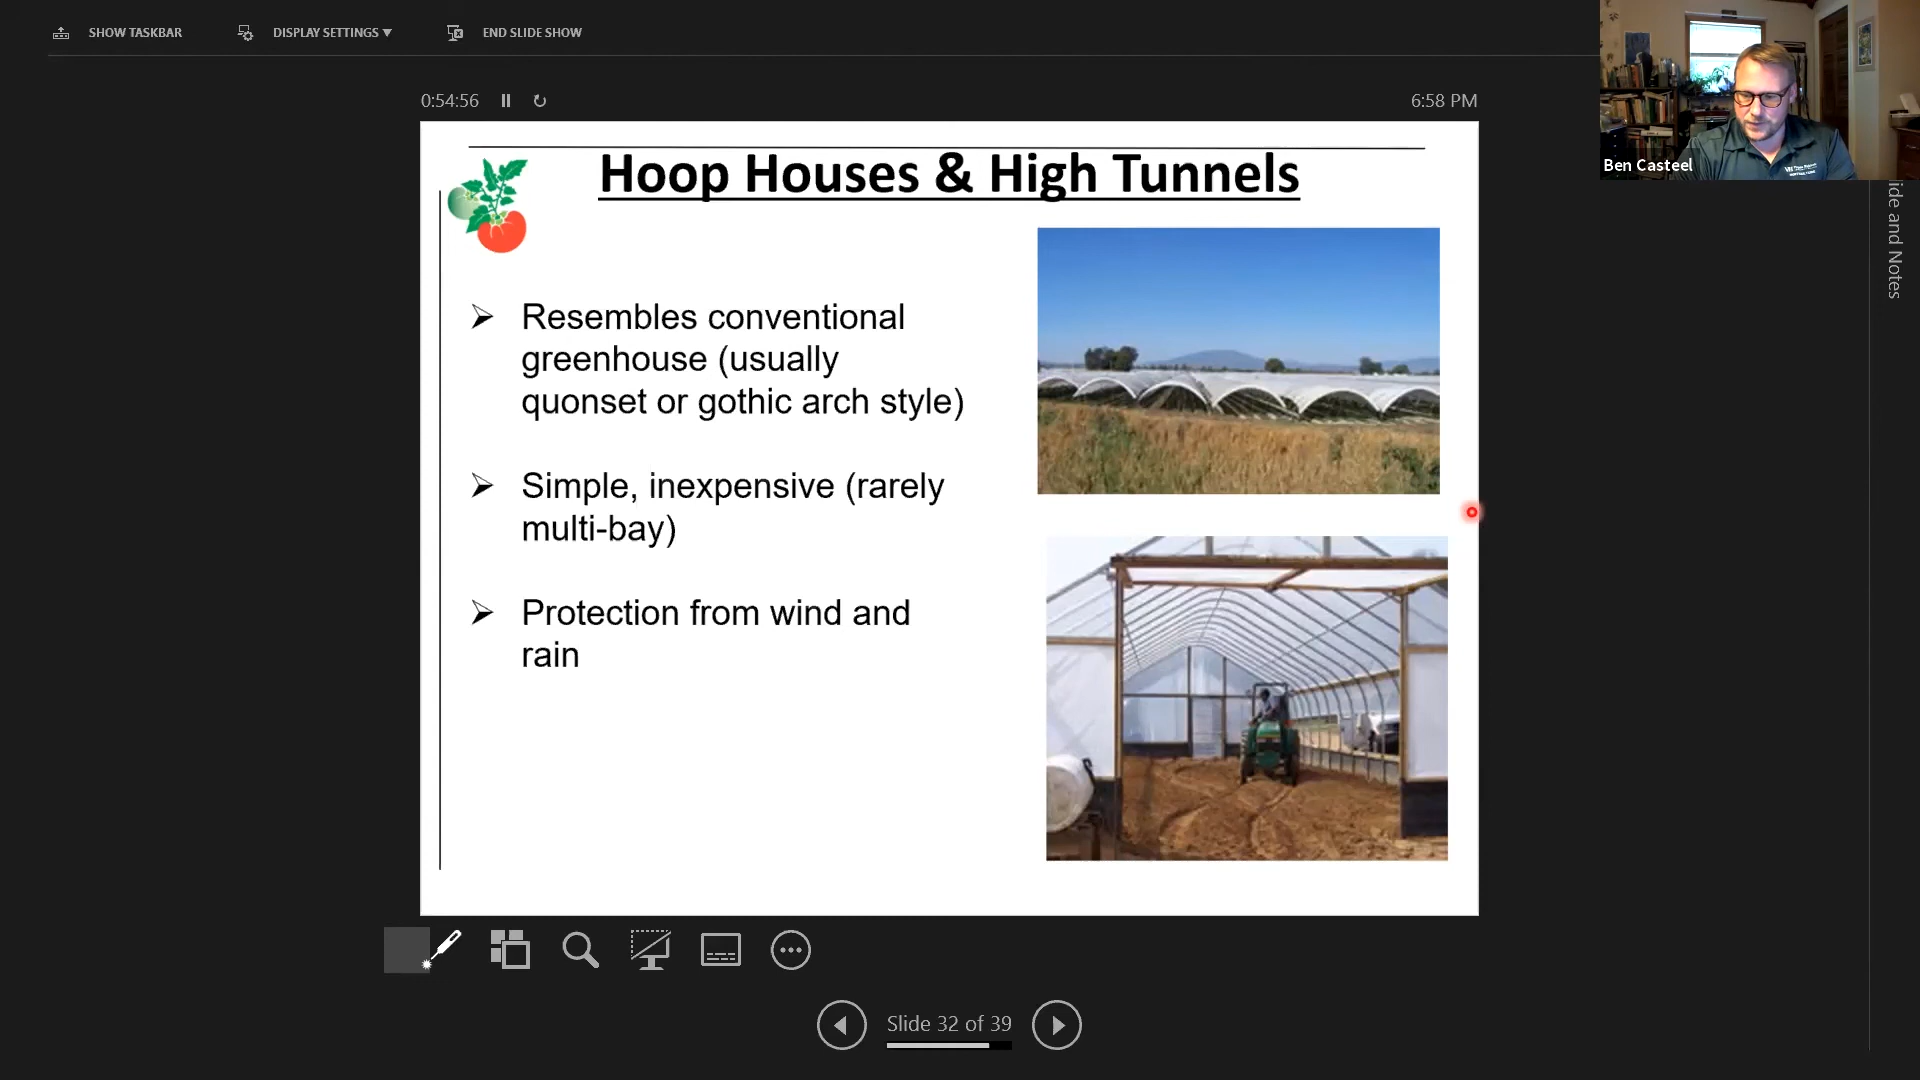 SHOW TASKBAR DISPLAY SETTINGS ▼ END SLIDE SHOW
0:54:56 6:58 PM
Ben Casteel
Hoop Houses & High Tunnels
Resembles conventional
greenhouse (usually
quonset or gothic arch style)
Simple, inexpensive (rarely
multi-bay)
Protection from wind and
rain
lide and Notes
Slide 32 of 39